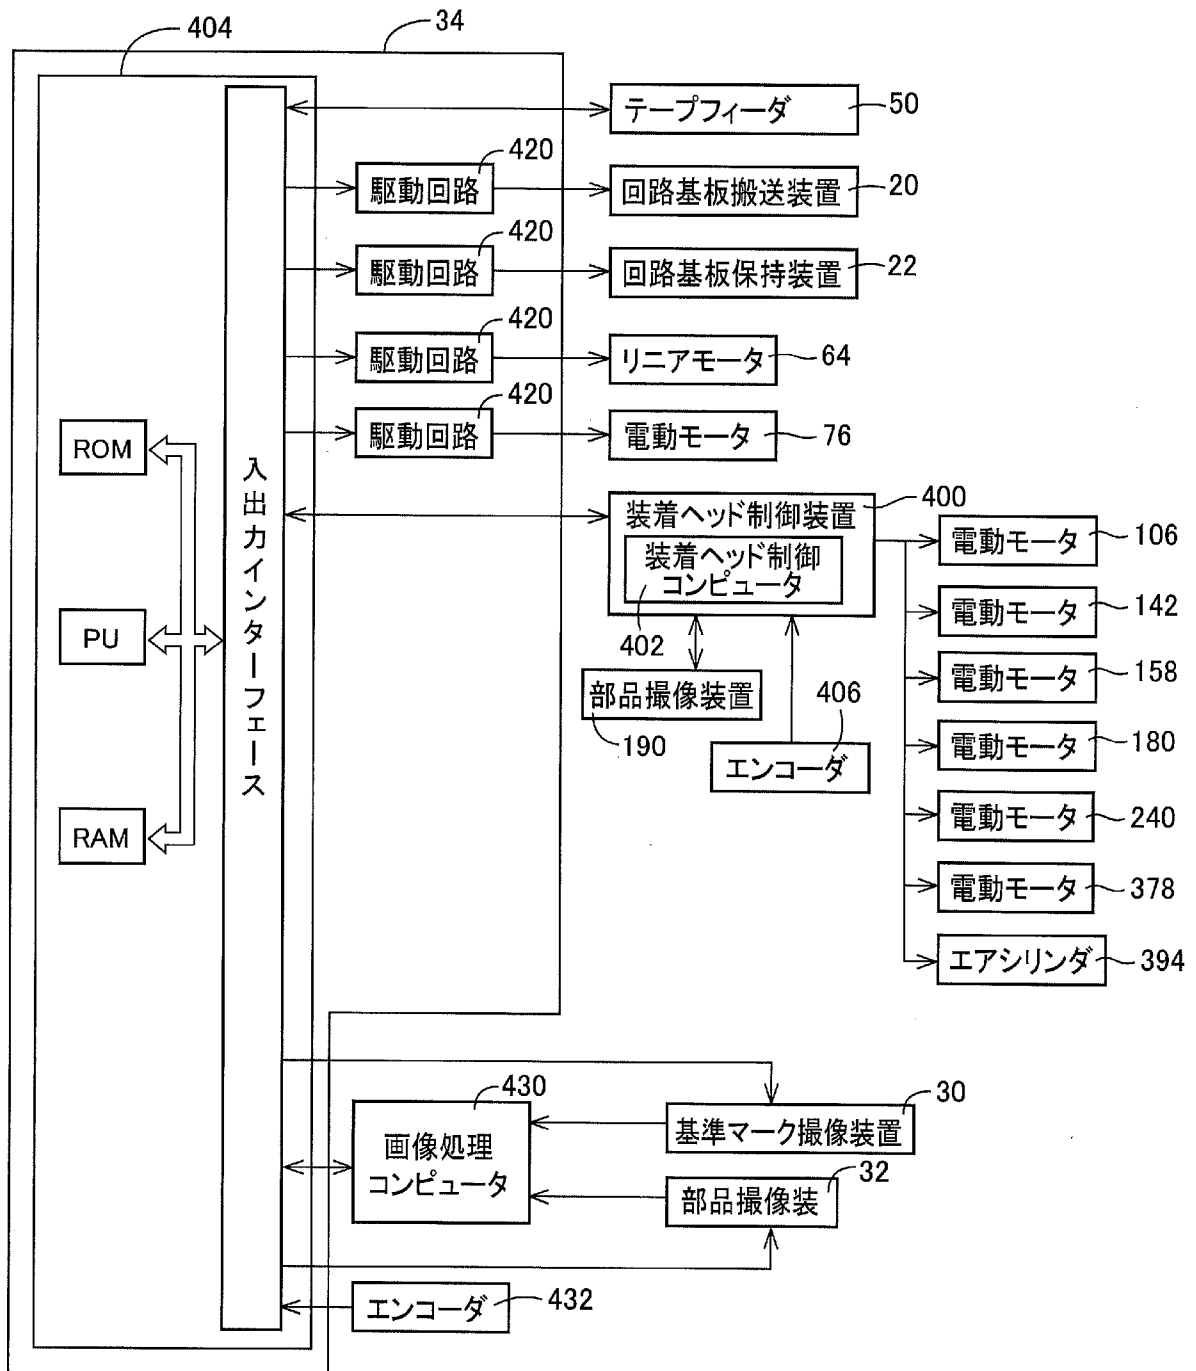 404
34
テープフィーダ
50
駆動回路
420
回路基板搬送装置
20
駆動回路
420
回路基板保持装置
22
駆動回路
420
リニアモータ
64
駆動回路
420
電動モータ
76
ROM
PU
RAM
入出力インターフェース
装着ヘッド制御装置
400
装着ヘッド制御
コンピュータ
402
部品撮像装置
190
エンコーダ
406
電動モータ
106
電動モータ
142
電動モータ
158
電動モータ
180
電動モータ
240
電動モータ
378
エアシリンダ
394
画像処理
コンピュータ
430
基準マーク撮像装置
30
部品撮像装
32
エンコーダ
432